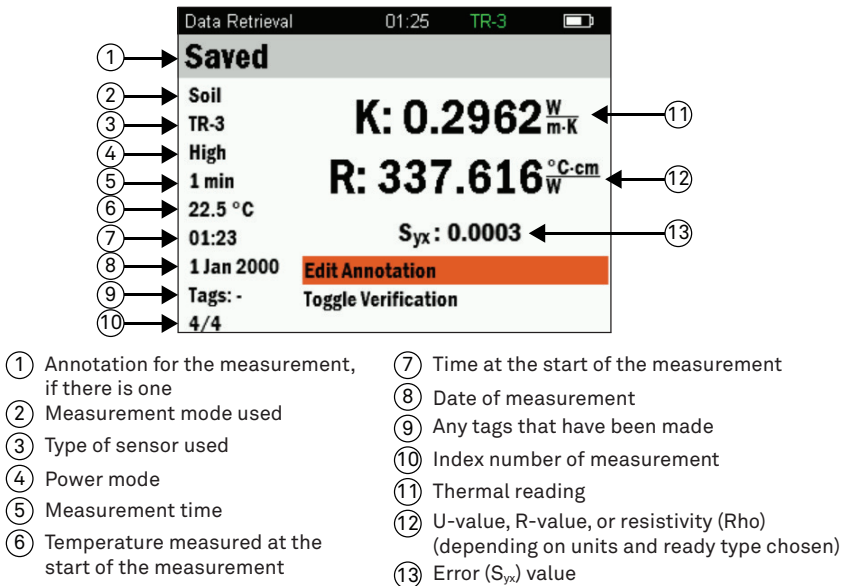 Data Retrieval 01:25 TR-3
1 Saved
2 Soil
3 TR-3
4 High
5 1 min
6 22.5 °C
7 01:23
8 1 Jan 2000
9 Tags: -
10 4/4
K: 0.2962 W/m·K 11
R: 337.616 °C·cm/W 12
Syx: 0.0003 13
Edit Annotation
Toggle Verification
1 Annotation for the measurement,
if there is one
2 Measurement mode used
3 Type of sensor used
4 Power mode
5 Measurement time
6 Temperature measured at the
start of the measurement
7 Time at the start of the measurement
8 Date of measurement
9 Any tags that have been made
10 Index number of measurement
11 Thermal reading
12 U-value, R-value, or resistivity (Rho)
(depending on units and ready type chosen)
13 Error (Syx) value